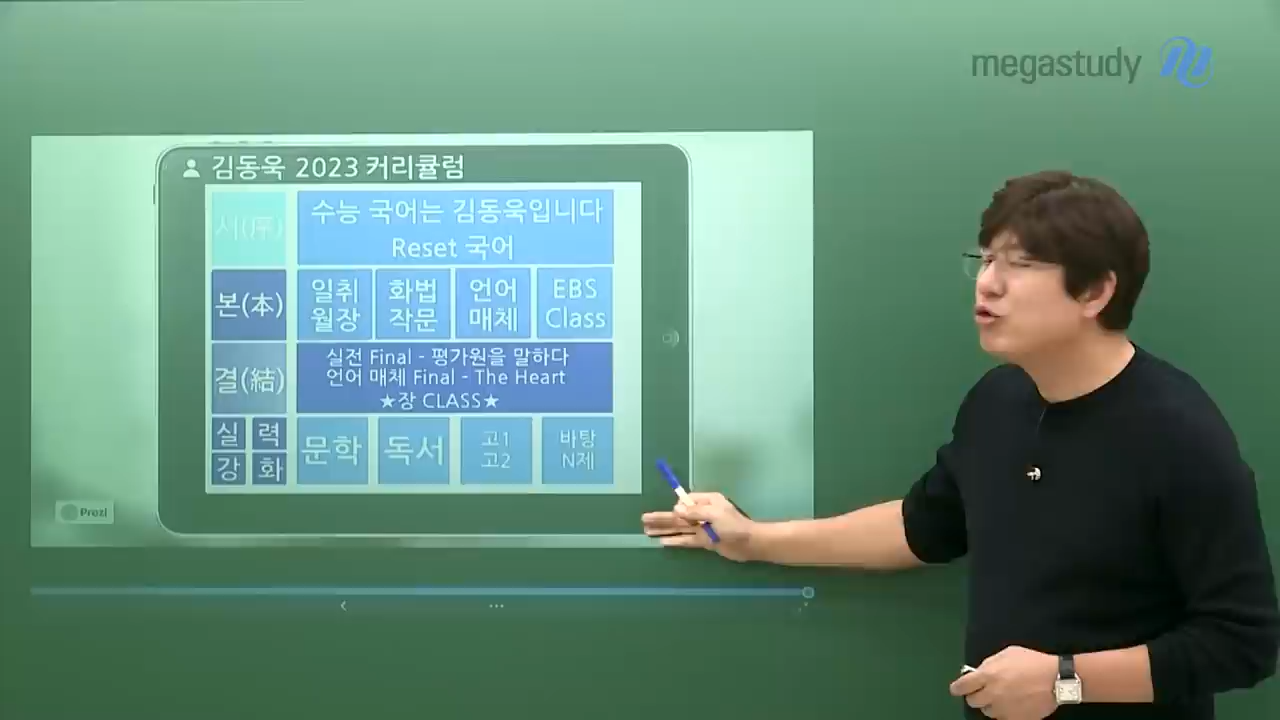 megastudy
김동욱 2023 커리큘럼
서(序)
수능 국어는 김동욱입니다
Reset 국어
본(本)
일취
월장
화법
작문
언어
매체
EBS
Class
결(結)
실전 Final - 평가원을 말하다
언어 매체 Final - The Heart
★장 CLASS★
실 력
강 화
문학
독서
고1
고2
바탕
N제
Prezi